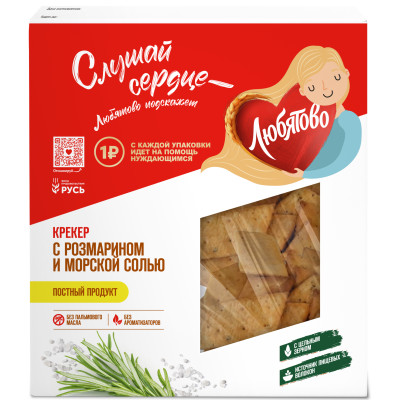 Слушай
сердце –
Любятово подскажет
ЛЮБЯТОВО
1₽
С КАЖДОЙ УПАКОВКИ
ИДЕТ НА ПОМОЩЬ
НУЖДАЮЩИМСЯ
РУСЬ
КРЕКЕР
С РОЗМАРИНОМ
И МОРСКОЙ СОЛЬЮ
ПОСТНЫЙ ПРОДУКТ
БЕЗ ПАЛЬМОВОГО
МАСЛА
БЕЗ
АРОМАТИЗАТОРОВ
С ЦЕЛЬНЫМ
ЗЕРНОМ
ИСТОЧНИК ПИЩЕВЫХ
ВОЛОКОН